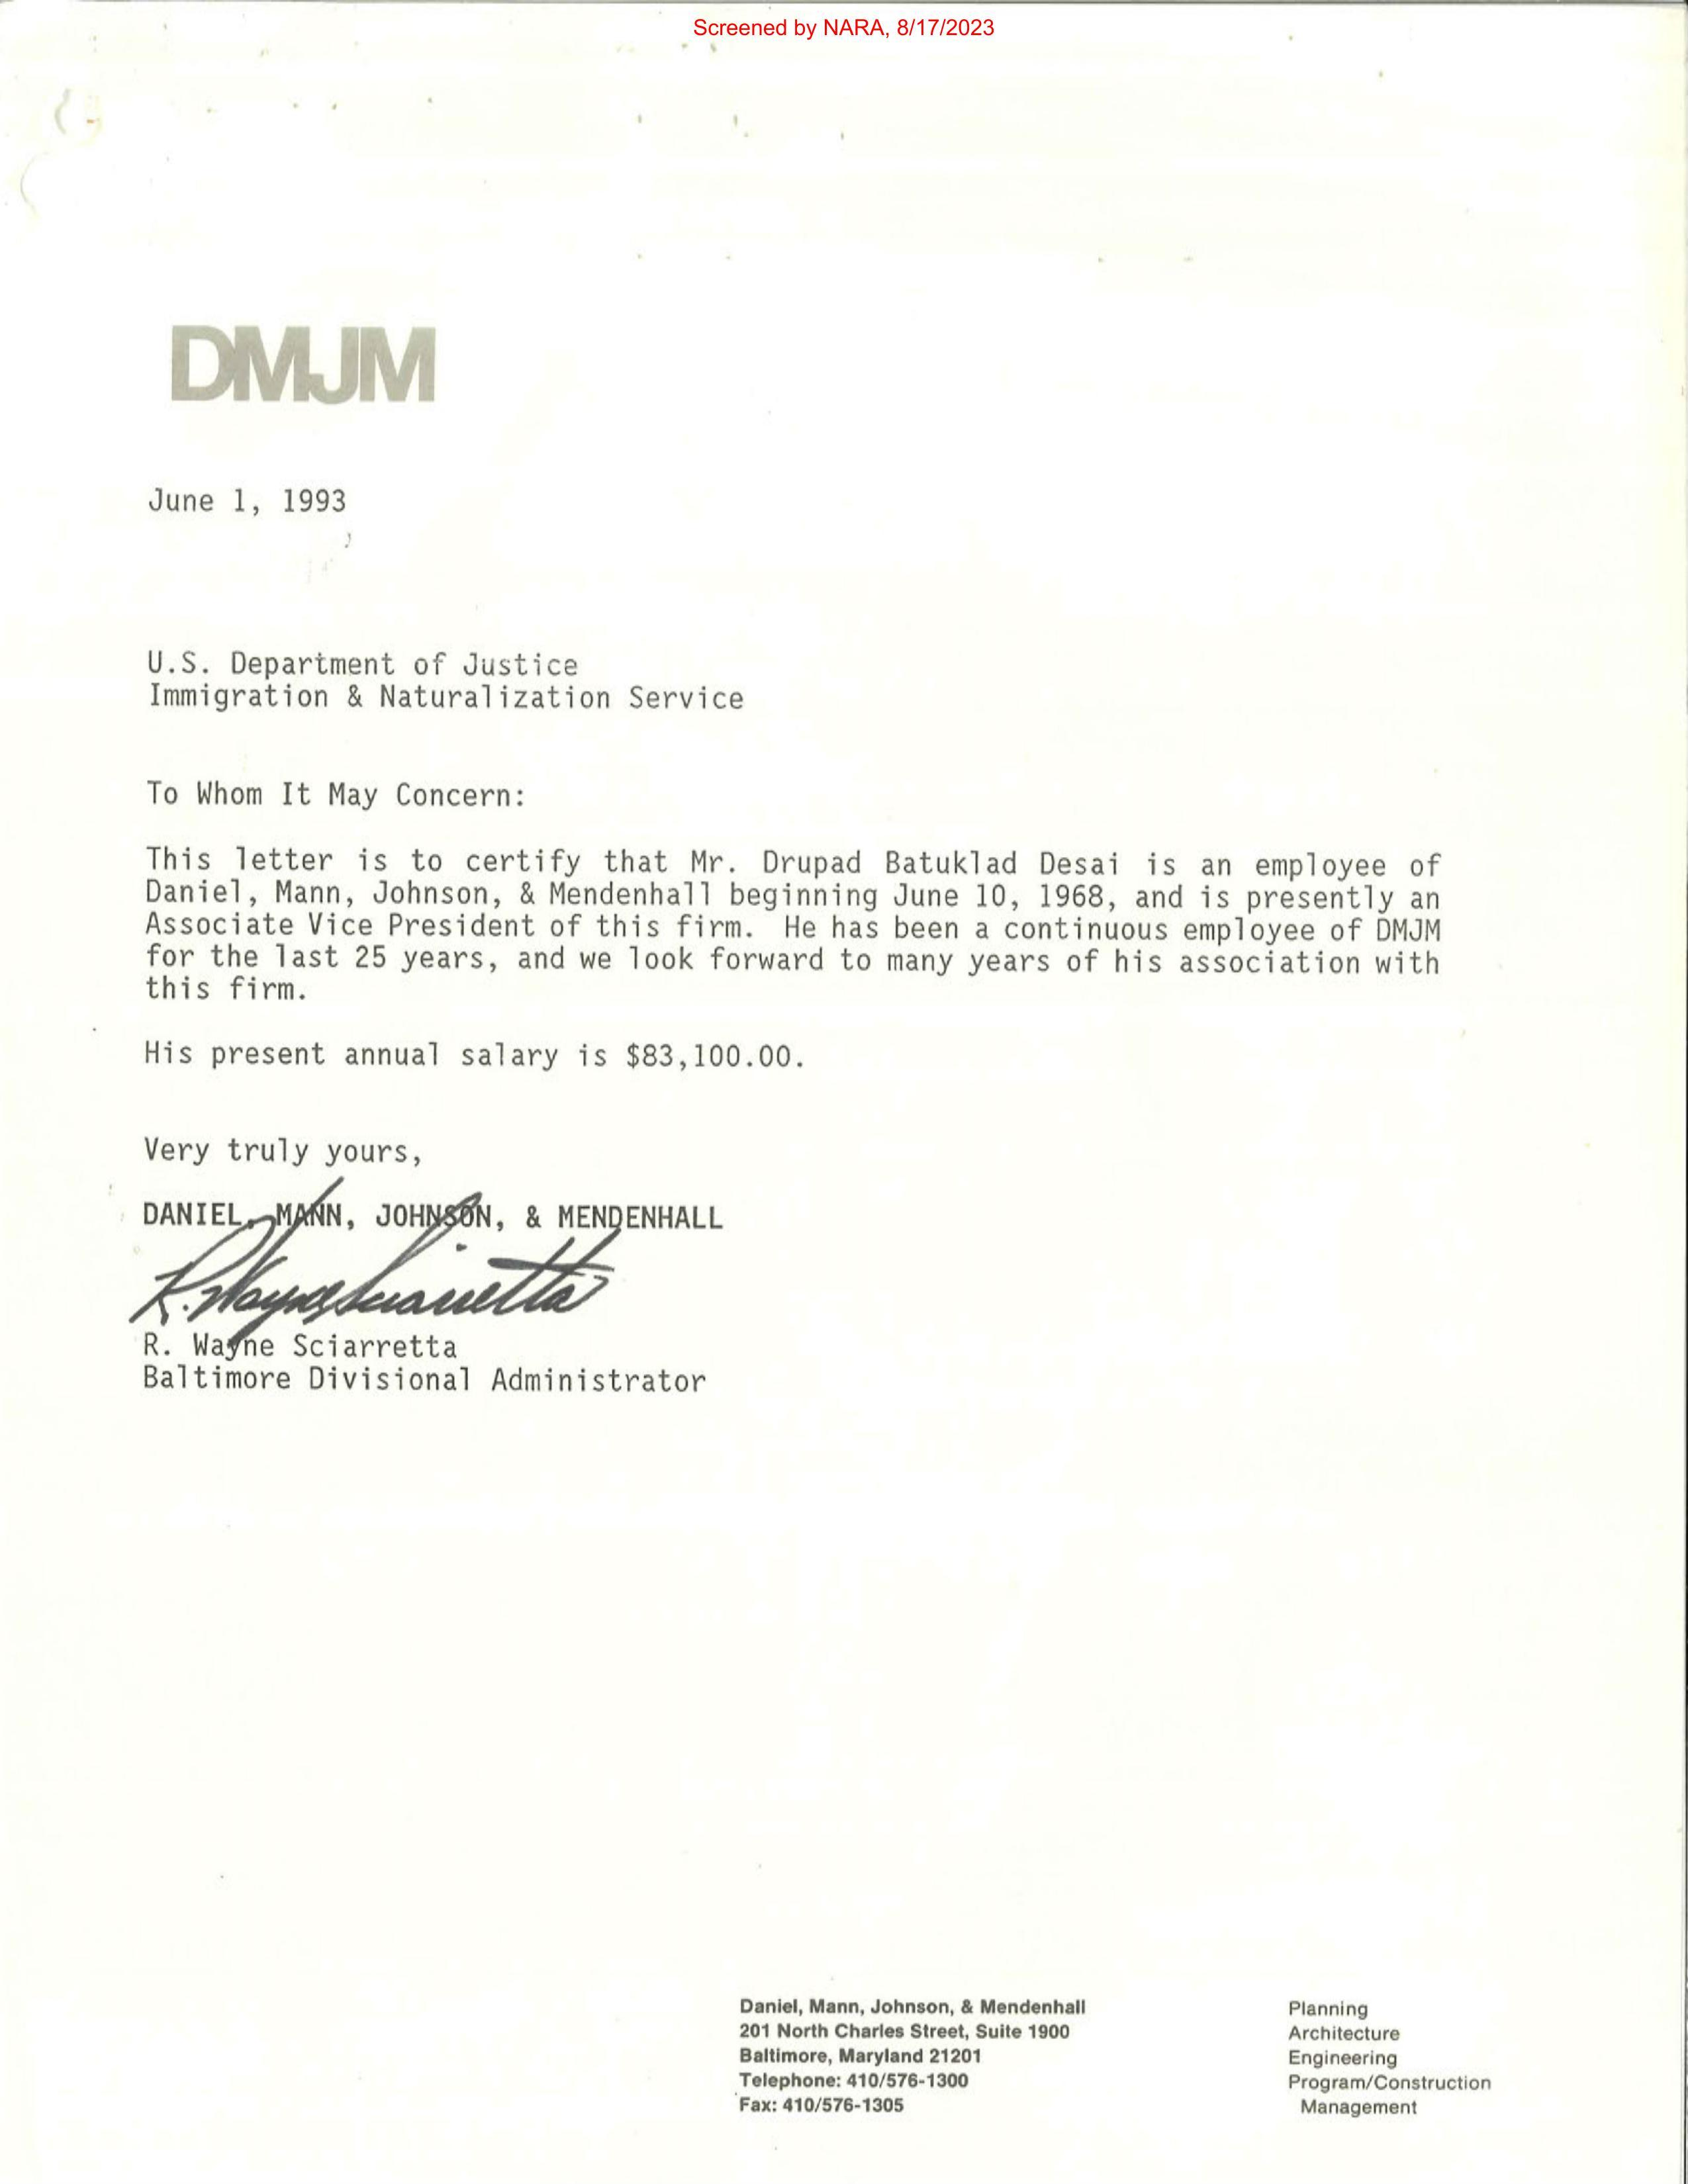 Screened by NARA, 8/17/2023
DMJM
June 1, 1993
U.S. Department of Justice
Immigration & Naturalization Service
To Whom It May Concern:
This letter is to certify that Mr. Drupad Batuklad Desai is an employee of
Daniel, Mann, Johnson, & Mendenhall beginning June 10, 1968, and is presently an
Associate Vice President of this firm. He has been a continuous employee of DMJM
for the last 25 years, and we look forward to many years of his association with
this firm.
His present annual salary is $83,100.00.
Very truly yours,
DANIEL, MANN, JOHNSON, & MENDENHALL
R. Wayne Sciarretta
R. Wayne Sciarretta
Baltimore Divisional Administrator
Daniel, Mann, Johnson, & Mendenhall
201 North Charles Street, Suite 1900
Baltimore, Maryland 21201
Telephone: 410/576-1300
Fax: 410/576-1305
Planning
Architecture
Engineering
Program/Construction
Management